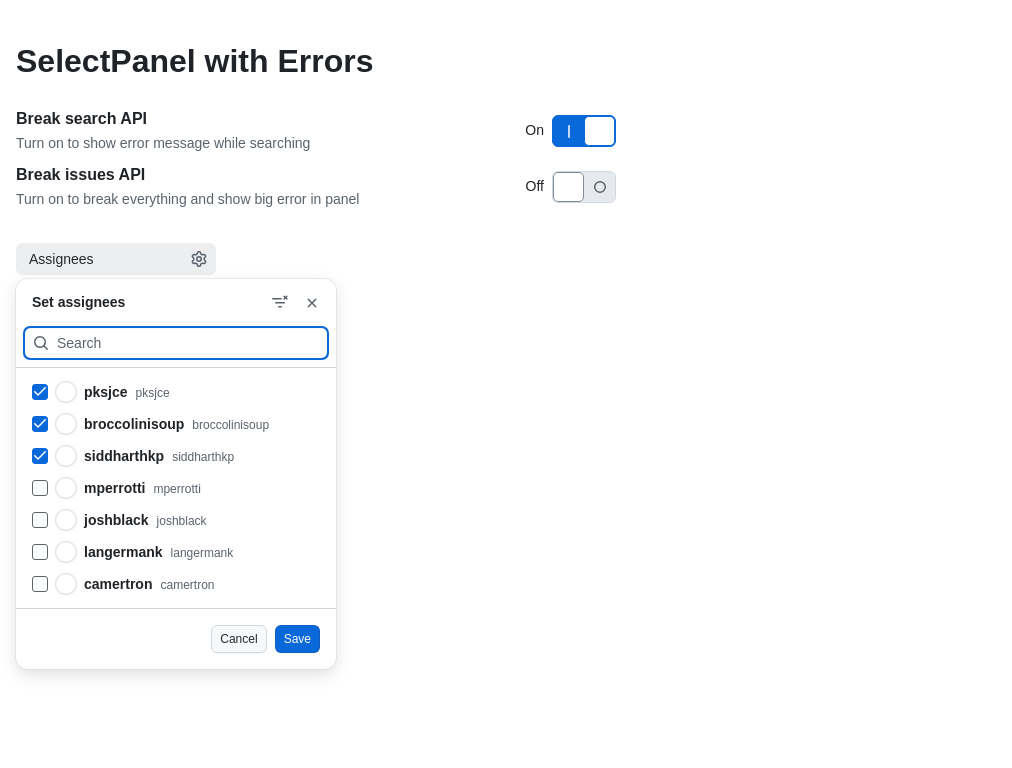 SelectPanel with Errors
Break search API
Turn on to show error message while searching
On
Break issues API
Turn on to break everything and show big error in panel
Off
Assignees
Set assignees
Search
pksjce pksjce
broccolinisoup broccolinisoup
siddharthkp siddharthkp
mperrotti mperrotti
joshblack joshblack
langermank langermank
camertron camertron
Cancel Save